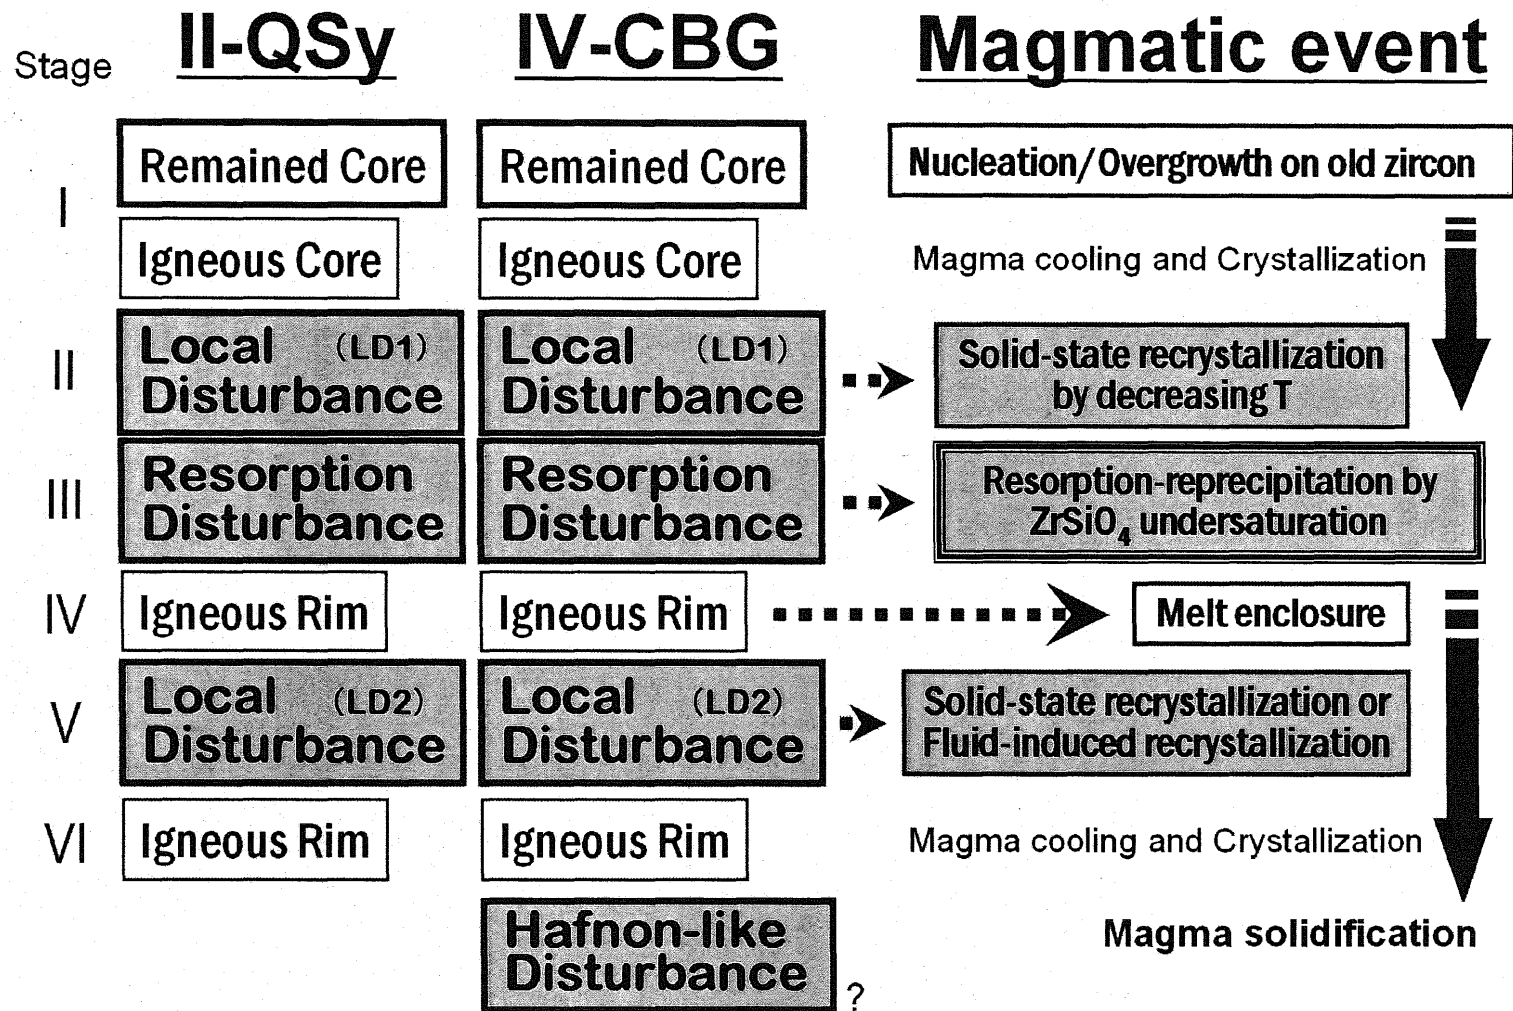 Stage II-QSy IV-CBG Magmatic event
I
Remained Core
Remained Core
Nucleation/Overgrowth on old zircon
Igneous Core
Igneous Core
Magma cooling and Crystallization
II
Local (LD1)
Disturbance
Local (LD1)
Disturbance
Solid-state recrystallization
by decreasing T
III
Resorption
Disturbance
Resorption
Disturbance
Resorption-reprecipitation by
ZrSiO₄ undersaturation
IV
Igneous Rim
Igneous Rim
Melt enclosure
V
Local (LD2)
Disturbance
Local (LD2)
Disturbance
Solid-state recrystallization or
Fluid-induced recrystallization
VI
Igneous Rim
Igneous Rim
Magma cooling and Crystallization
Hafnon-like
Disturbance
?
Magma solidification